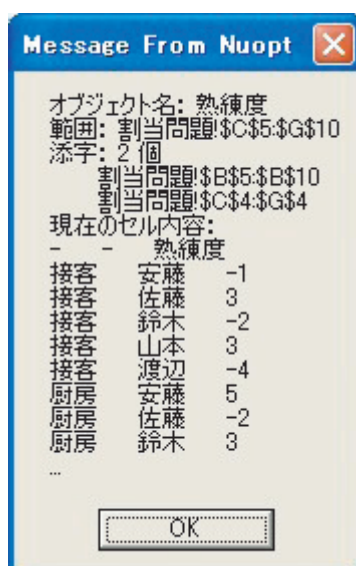 Message From Nuopt
オブジェクト名: 熟練度
範囲: 割当問題!$C$5:$G$10
添字: 2 個
割当問題!$B$5:$B$10
割当問題!$C$4:$G$4
現在のセル内容:
- - 熟練度
接客 安藤 -1
接客 佐藤 3
接客 鈴木 -2
接客 山本 3
接客 渡辺 -4
厨房 安藤 5
厨房 佐藤 -2
厨房 鈴木 3
...
OK